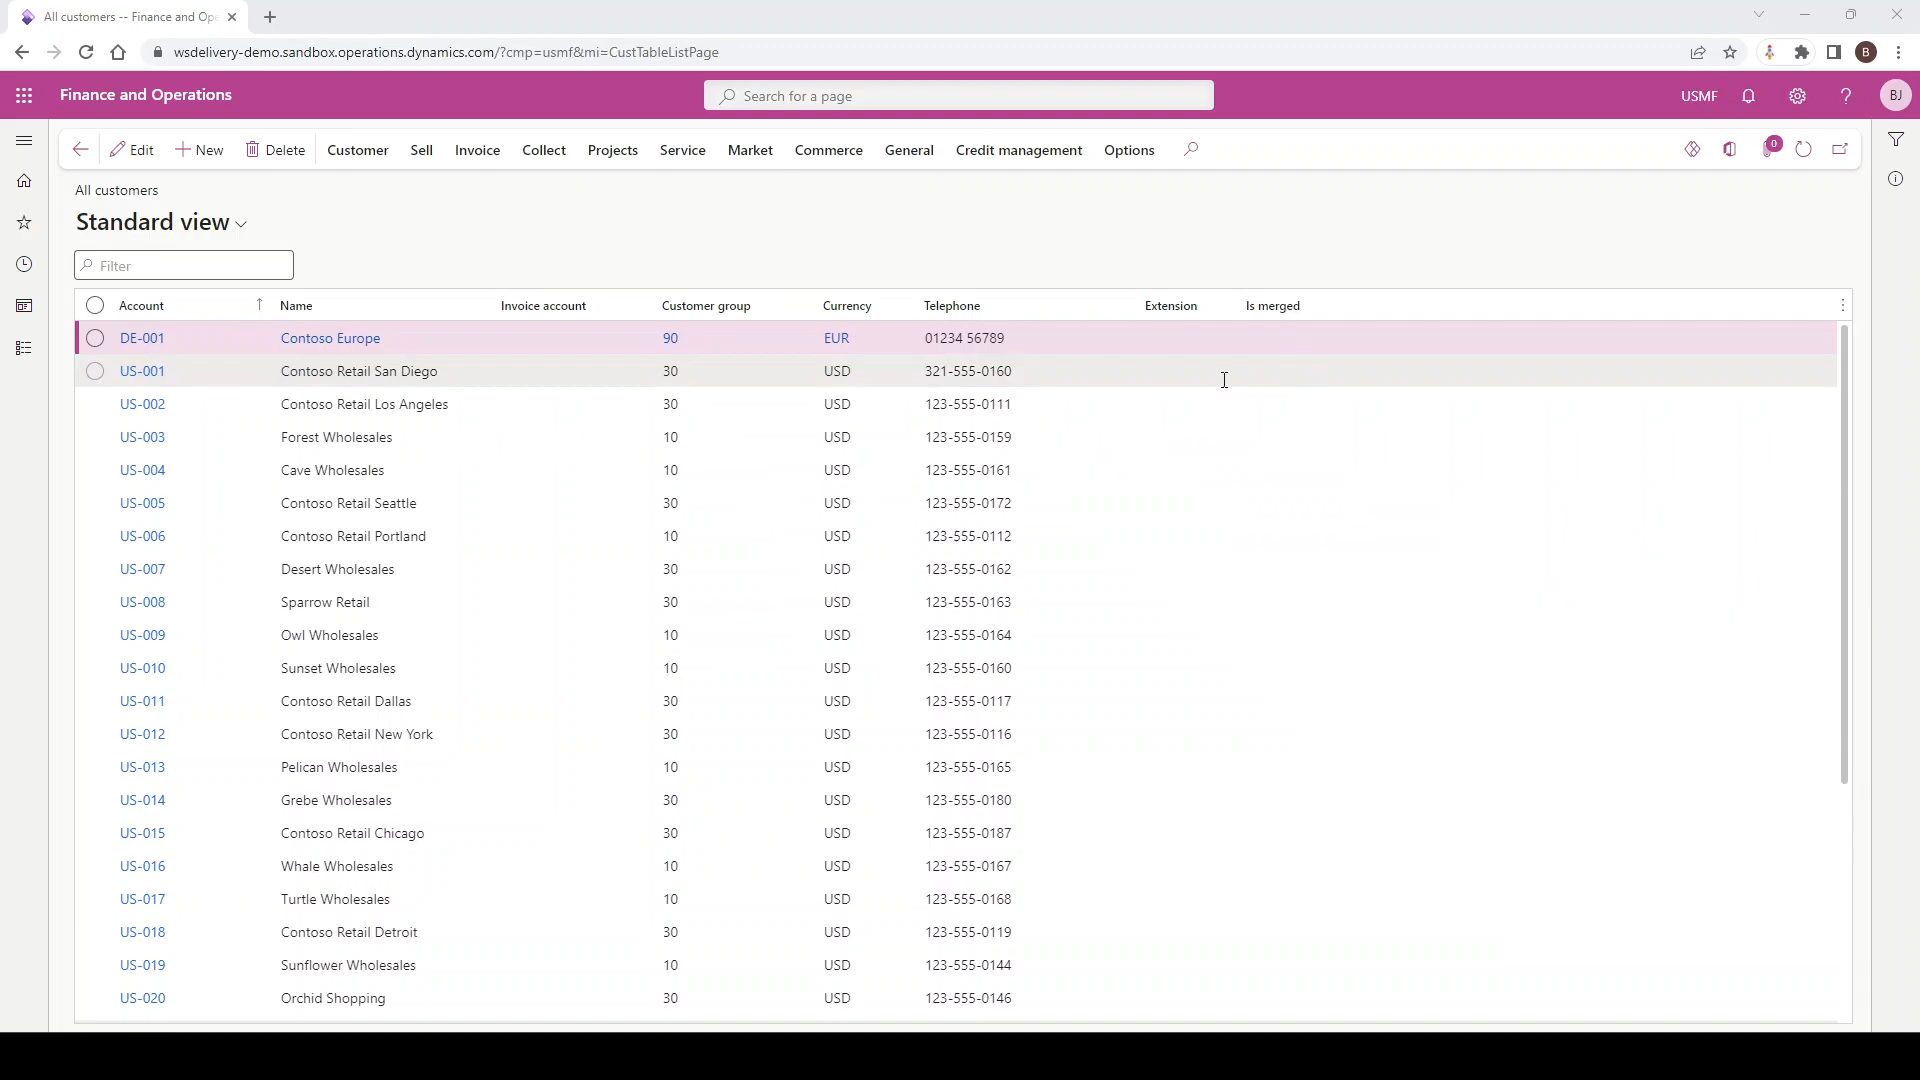 All customers -- Finance and Ope
wsdelivery-demo.sandbox.operations.dynamics.com/?cmp=usmf&mi=CustTableListPage B
Finance and Operations Search for a page USMF ? BJ
Edit New Delete Customer Sell Invoice Collect Projects Service Market Commerce General Credit management Options 0
All customers
Standard view
Filter
Account Name Invoice account Customer group Currency Telephone Extension Is merged
DE-001 Contoso Europe 90 EUR 01234 56789
US-001 Contoso Retail San Diego 30 USD 321-555-0160
US-002 Contoso Retail Los Angeles 30 USD 123-555-0111
US-003 Forest Wholesales 10 USD 123-555-0159
US-004 Cave Wholesales 10 USD 123-555-0161
US-005 Contoso Retail Seattle 30 USD 123-555-0172
US-006 Contoso Retail Portland 10 USD 123-555-0112
US-007 Desert Wholesales 30 USD 123-555-0162
US-008 Sparrow Retail 30 USD 123-555-0163
US-009 Owl Wholesales 10 USD 123-555-0164
US-010 Sunset Wholesales 10 USD 123-555-0160
US-011 Contoso Retail Dallas 30 USD 123-555-0117
US-012 Contoso Retail New York 30 USD 123-555-0116
US-013 Pelican Wholesales 10 USD 123-555-0165
US-014 Grebe Wholesales 30 USD 123-555-0180
US-015 Contoso Retail Chicago 30 USD 123-555-0187
US-016 Whale Wholesales 10 USD 123-555-0167
US-017 Turtle Wholesales 10 USD 123-555-0168
US-018 Contoso Retail Detroit 30 USD 123-555-0119
US-019 Sunflower Wholesales 10 USD 123-555-0144
US-020 Orchid Shopping 30 USD 123-555-0146